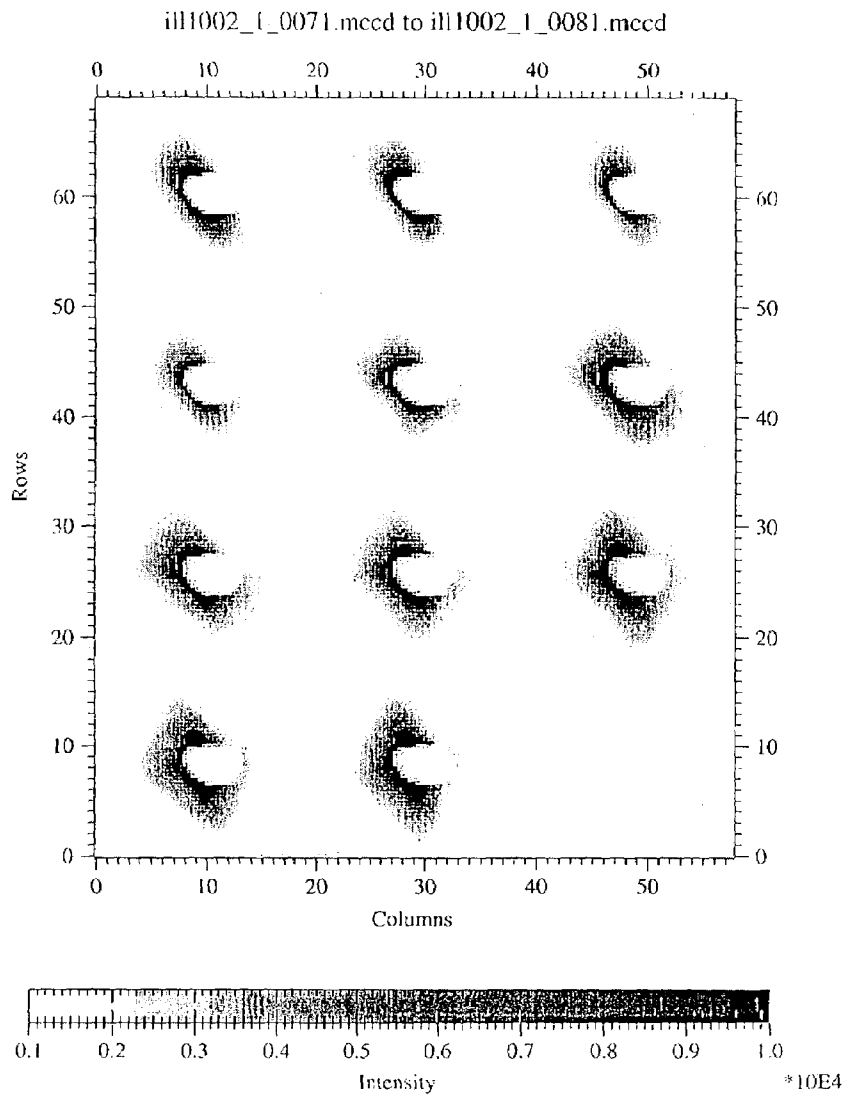 ill1002_1_0071.mccd to ill1002_1_0081.mccd
0 10 20 30 40 50
60 60
50 50
40 40
Rows
30 30
20 20
10 10
0 0
0 10 20 30 40 50
Columns
0.1 0.2 0.3 0.4 0.5 0.6 0.7 0.8 0.9 1.0
Intensity *10E4